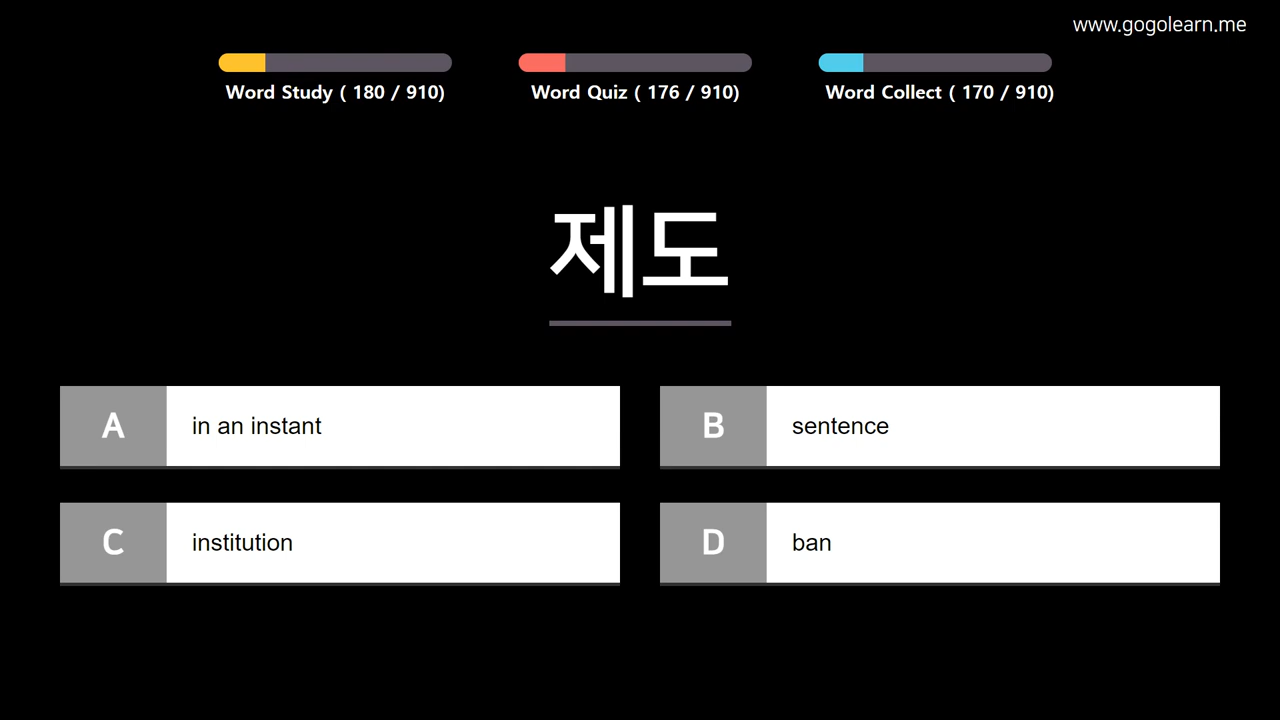 www.gogolearn.me
Word Study ( 180 / 910)
Word Quiz ( 176 / 910)
Word Collect ( 170 / 910)
제도
A
in an instant
B
sentence
C
institution
D
ban